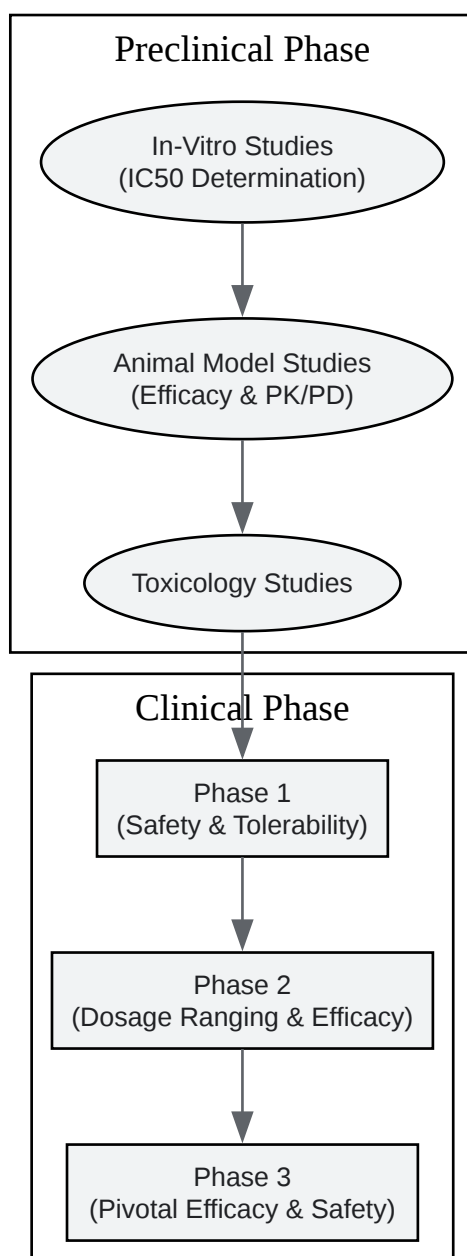 Preclinical Phase
In-Vitro Studies
(IC50 Determination)
Animal Model Studies
(Efficacy & PK/PD)
Toxicology Studies
Clinical Phase
Phase 1
(Safety & Tolerability)
Phase 2
(Dosage Ranging & Efficacy)
Phase 3
(Pivotal Efficacy & Safety)